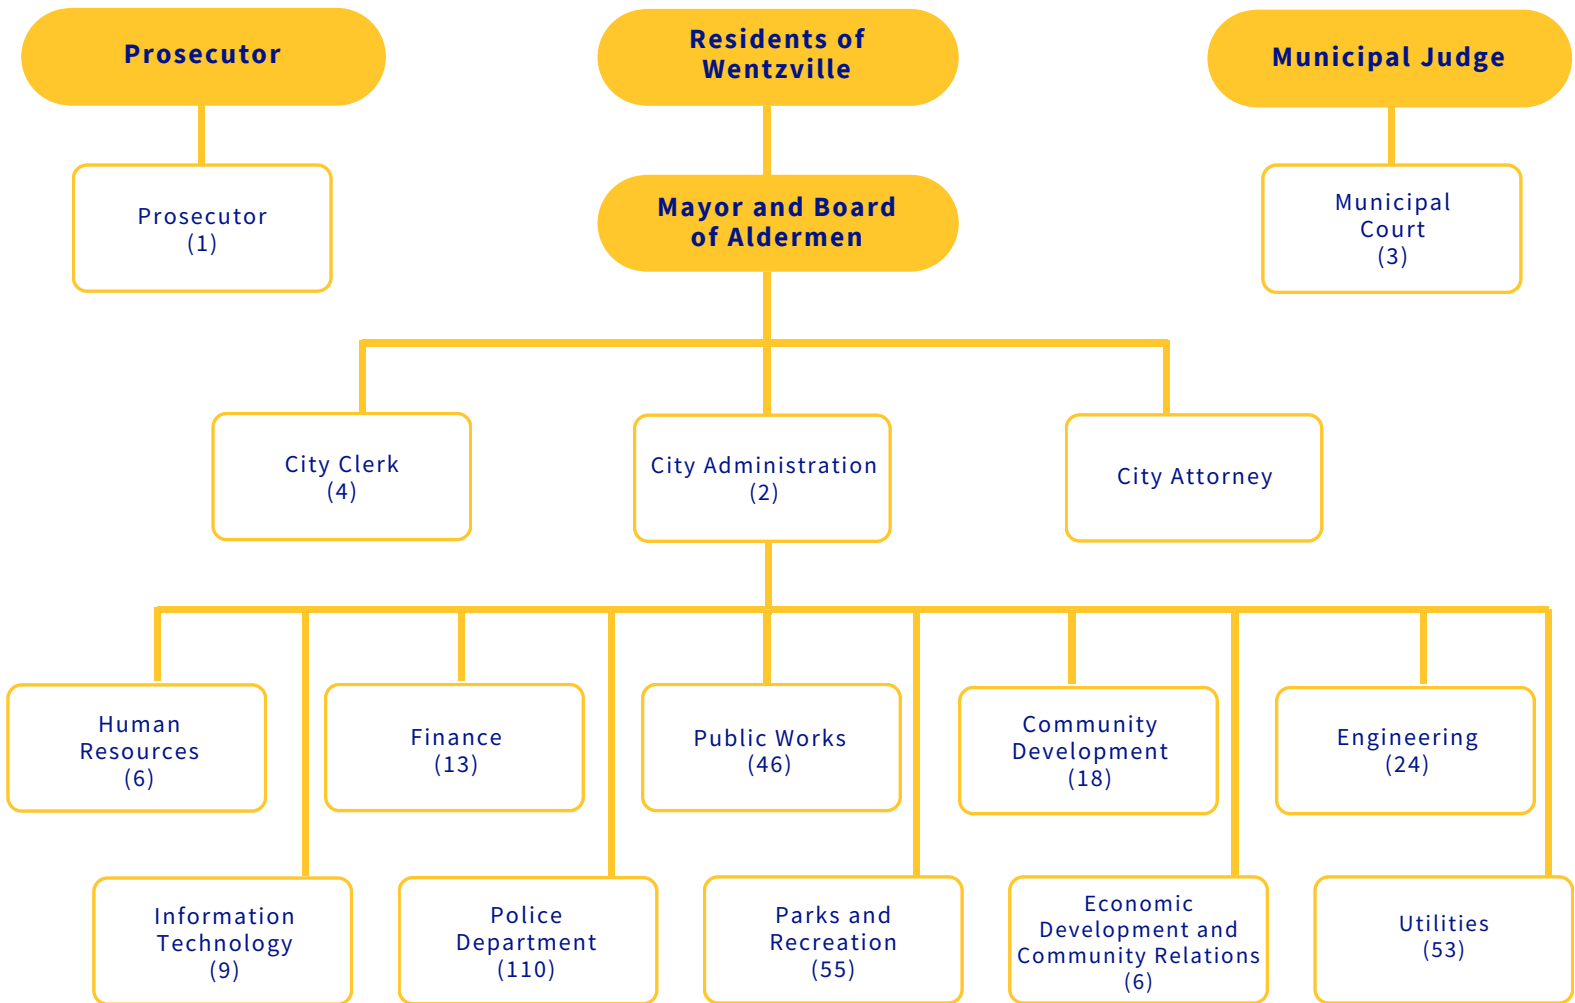 Prosecutor
Residents of
Wentzville
Municipal Judge
Prosecutor
(1)
Mayor and Board
of Aldermen
Municipal
Court
(3)
City Clerk
(4)
City Administration
(2)
City Attorney
Human
Resources
(6)
Finance
(13)
Public Works
(46)
Community
Development
(18)
Engineering
(24)
Information
Technology
(9)
Police
Department
(110)
Parks and
Recreation
(55)
Economic
Development and
Community Relations
(6)
Utilities
(53)